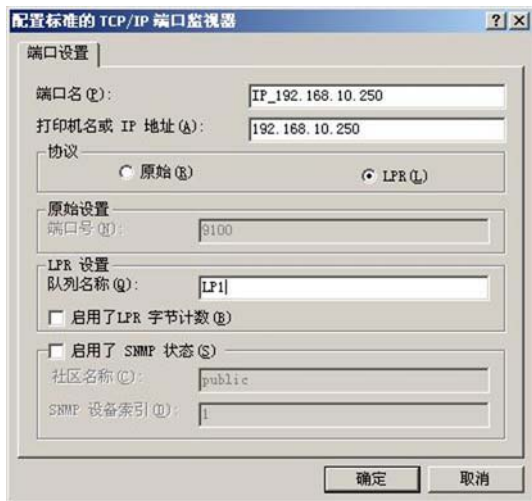 配置标准的 TCP/IP 端口监视器
端口设置
端口名(P):
IP_192.168.10.250
打印机名或 IP 地址(A):
192.168.10.250
协议
原始(R)
LPR(L)
原始设置
端口号(N):
9100
LPR 设置
队列名称(Q):
LP1
启用了LPR 字节计数(B)
启用了 SNMP 状态(S)
社区名称(C):
public
SNMP 设备索引(D):
1
确定
取消